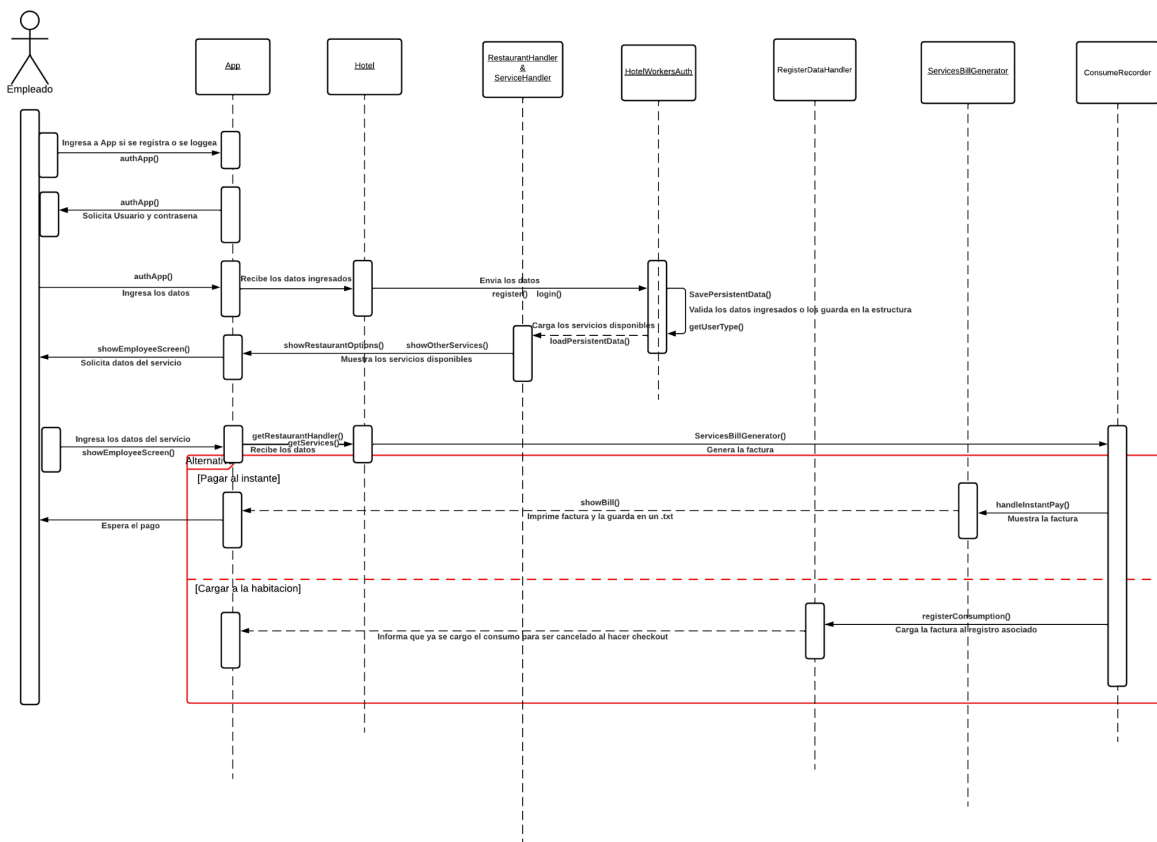 Empleado
App
Hotel
RestaurantHandler
&
ServiceHandler
HotelWorkersAuth
RegisterDataHandler
ServicesBillGenerator
ConsumeRecorder
Ingresa a App si se registra o se loggea
authApp()
authApp()
Solicita Usuario y contrasena
authApp()
Ingresa los datos
Recibe los datos ingresados
Envia los datos
register() login()
SavePersistentData()
Valida los datos ingresados o los guarda en la estructura
getUserType()
Carga los servicios disponibles
loadPersistentData()
showRestaurantOptions() showOtherServices()
Muestra los servicios disponibles
showEmployeeScreen()
Solicita datos del servicio
Ingresa los datos del servicio
showEmployeeScreen()
getRestaurantHandler()
getServices()
Recibe los datos
ServicesBillGenerator()
Genera la factura
Alternativ
[Pagar al instante]
showBill()
Imprime factura y la guarda en un .txt
handleInstantPay()
Muestra la factura
Espera el pago
[Cargar a la habitacion]
registerConsumption()
Carga la factura al registro asociado
Informa que ya se cargo el consumo para ser cancelado al hacer checkout